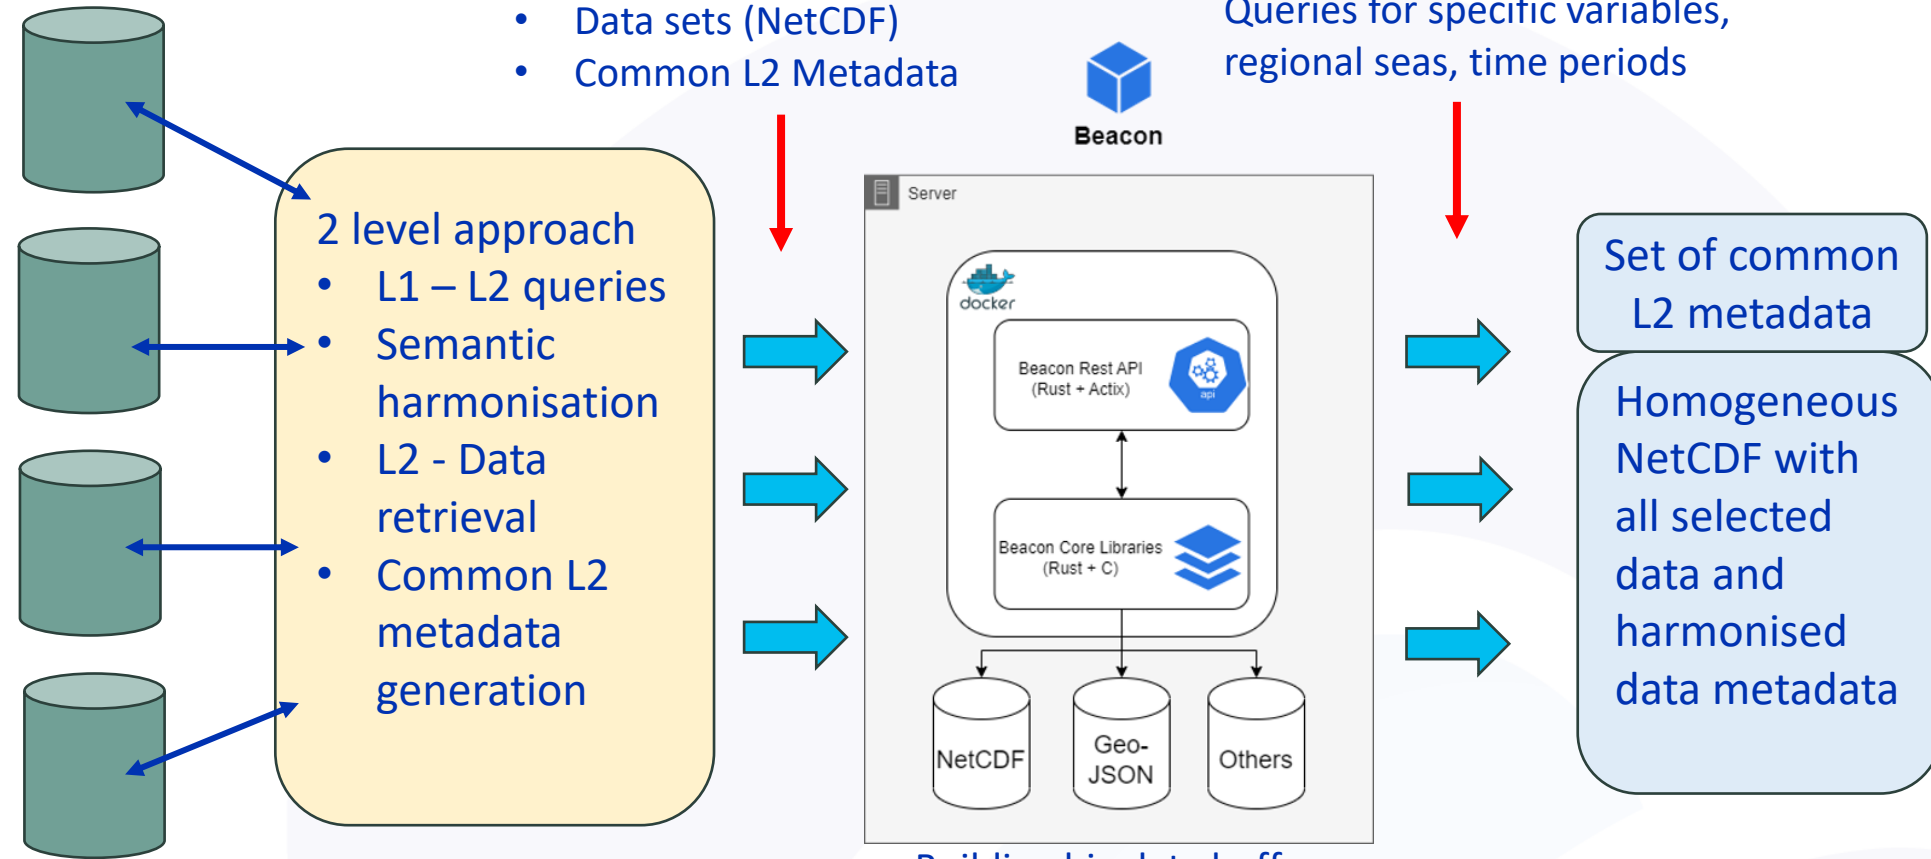 • Data sets (NetCDF)
• Common L2 Metadata
Queries for specific variables,
regional seas, time periods
Beacon
2 level approach
• L1 – L2 queries
• Semantic
harmonisation
• L2 - Data
retrieval
• Common L2
metadata
generation
Server
docker
Beacon Rest API
(Rust + Actix)
api
Beacon Core Libraries
(Rust + C)
NetCDF
Geo-
JSON
Others
Set of common
L2 metadata
Homogeneous
NetCDF with
all selected
data and
harmonised
data metadata